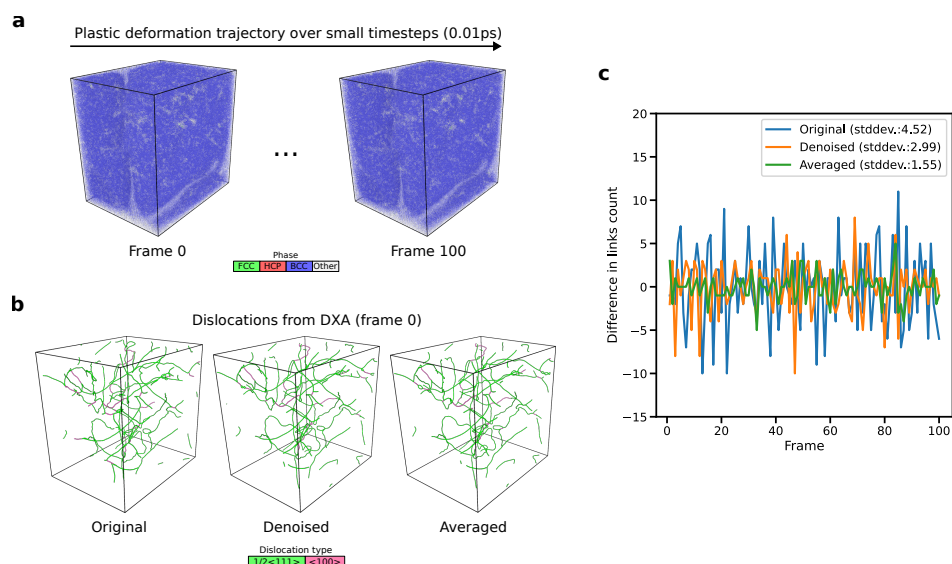 a
Plastic deformation trajectory over small timesteps (0.01ps)
...
Frame 0
Frame 100
Phase
FCC HCP BCC Other
b
Dislocations from DXA (frame 0)
Original
Denoised
Averaged
Dislocation type
1/2<111> <100>
c
Difference in links count
20
15
10
5
0
−5
−10
−15
Original (stddev.:4.52)
Denoised (stddev.:2.99)
Averaged (stddev.:1.55)
0 20 40 60 80 100
Frame